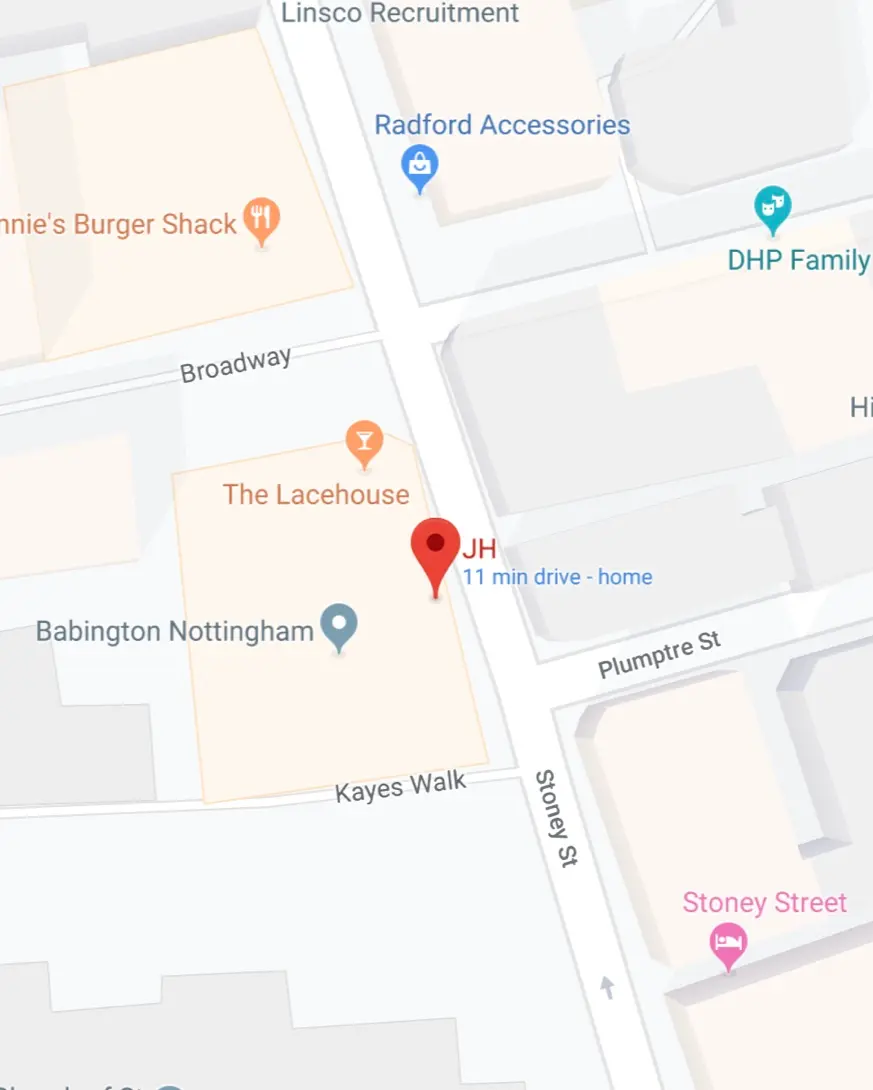 Linsco Recruitment
Radford Accessories
nnie's Burger Shack
DHP Family
Broadway
Hi
The Lacehouse
JH
11 min drive - home
Babington Nottingham
Plumptre St
Kayes Walk
Stoney St
Stoney Street